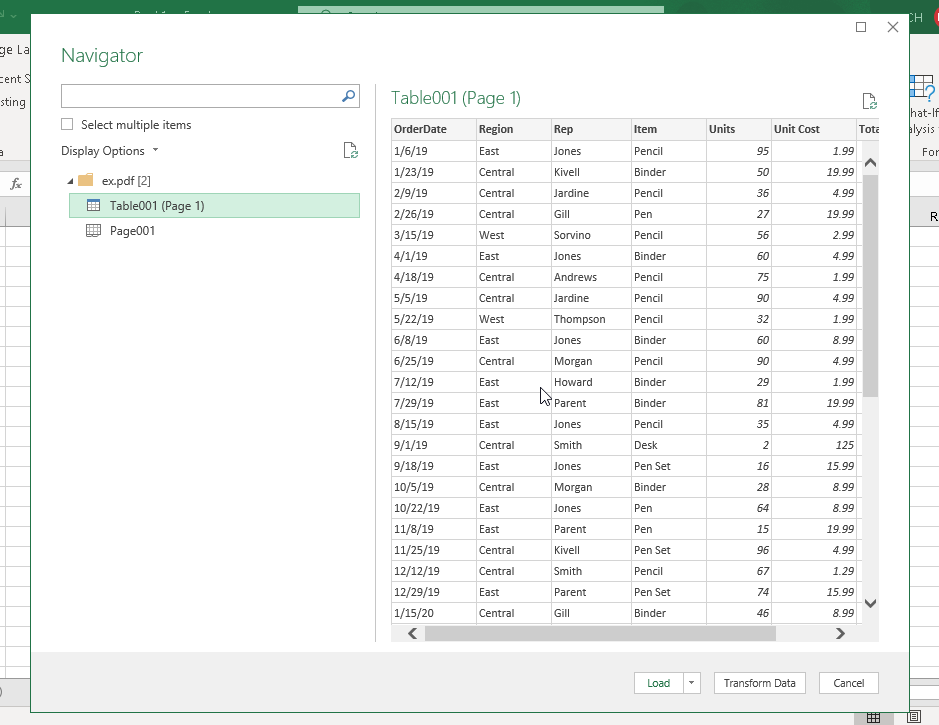 CH
ge La
cent S
sting
Navigator
Select multiple items
Display Options
ex.pdf [2]
Table001 (Page 1)
Page001
Table001 (Page 1)
OrderDate Region Rep Item Units Unit Cost Tota
1/6/19 East Jones Pencil 95 1.99
1/23/19 Central Kivell Binder 50 19.99
2/9/19 Central Jardine Pencil 36 4.99
2/26/19 Central Gill Pen 27 19.99
3/15/19 West Sorvino Pencil 56 2.99
4/1/19 East Jones Binder 60 4.99
4/18/19 Central Andrews Pencil 75 1.99
5/5/19 Central Jardine Pencil 90 4.99
5/22/19 West Thompson Pencil 32 1.99
6/8/19 East Jones Binder 60 8.99
6/25/19 Central Morgan Pencil 90 4.99
7/12/19 East Howard Binder 29 1.99
7/29/19 East Parent Binder 81 19.99
8/15/19 East Jones Pencil 35 4.99
9/1/19 Central Smith Desk 2 125
9/18/19 East Jones Pen Set 16 15.99
10/5/19 Central Morgan Binder 28 8.99
10/22/19 East Jones Pen 64 8.99
11/8/19 East Parent Pen 15 19.99
11/25/19 Central Kivell Pen Set 96 4.99
12/12/19 Central Smith Pencil 67 1.29
12/29/19 East Parent Pen Set 74 15.99
1/15/20 Central Gill Binder 46 8.99
Load
Transform Data
Cancel
hat-If
alysis
For
fx
R